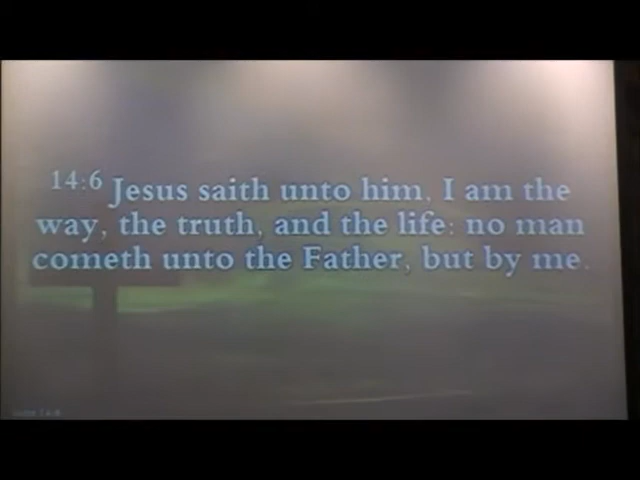 14:6 Jesus saith unto him, I am the
way, the truth, and the life: no man
cometh unto the Father, but by me.